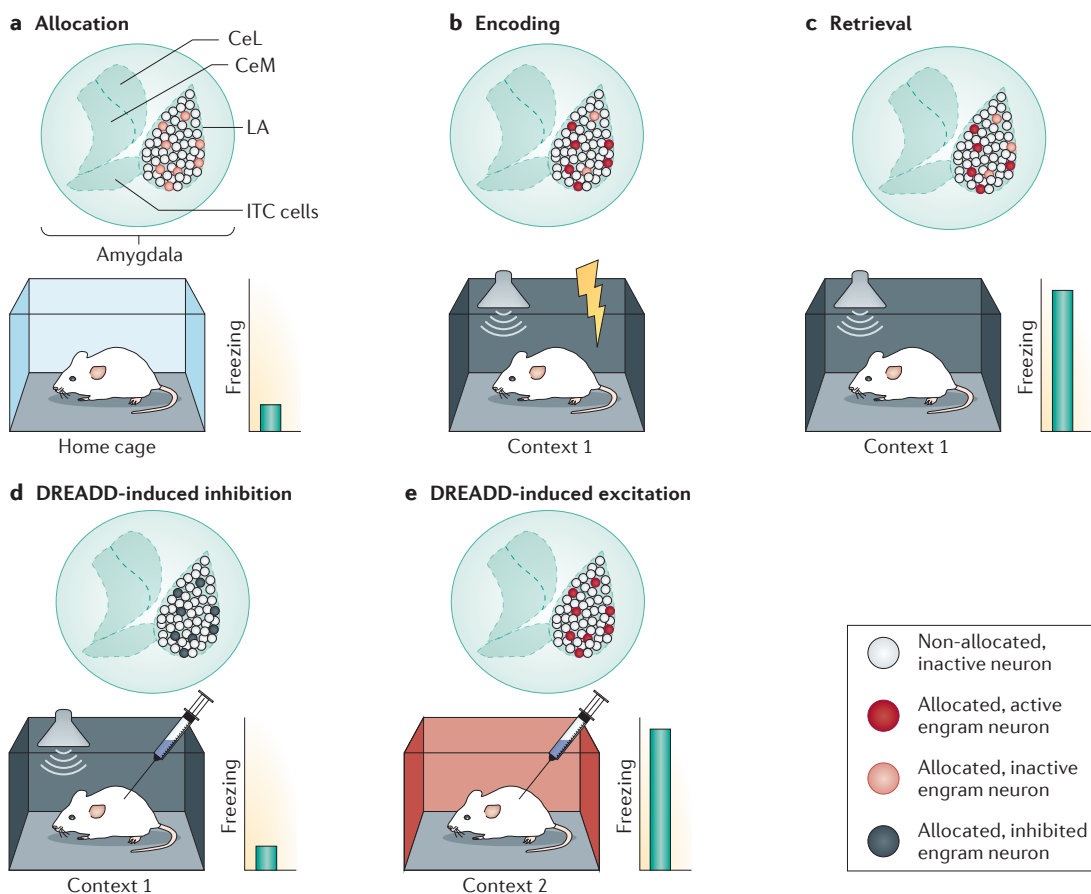 a Allocation
CeL
CeM
LA
ITC cells
Amygdala
Freezing
Home cage
b Encoding
Context 1
c Retrieval
Freezing
Context 1
d DREADD-induced inhibition
Freezing
Context 1
e DREADD-induced excitation
Freezing
Context 2
Non-allocated,
inactive neuron
Allocated, active
engram neuron
Allocated, inactive
engram neuron
Allocated, inhibited
engram neuron